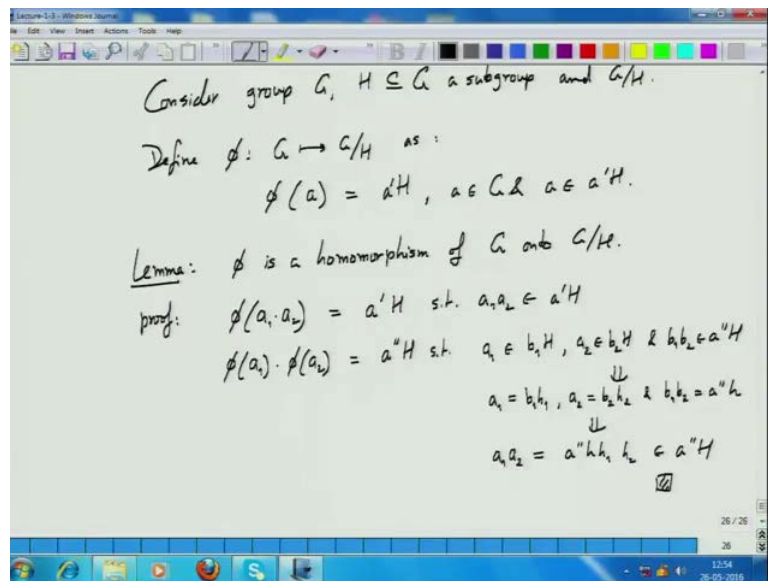 Lecture-1-3 - Windows Journal
File Edit View Insert Actions Tools Help
Consider group G, H ⊆ G a subgroup and G/H.
Define ϕ: G ↦ G/H as :
ϕ(a) = a'H, a ∈ G & a ∈ a'H.
Lemma: ϕ is a homomorphism of G onto G/H.
proof: ϕ(a₁·a₂) = a'H s.t. a₁a₂ ∈ a'H
ϕ(a₁)·ϕ(a₂) = a''H s.t. a₁ ∈ b₁H, a₂ ∈ b₂H & b₁b₂ ∈ a''H
⇓
a₁ = b₁h₁, a₂ = b₂h₂ & b₁b₂ = a''h
⇓
a₁a₂ = a''hh₁h₂ ∈ a''H
26 / 26
26
12:54
26-05-2016